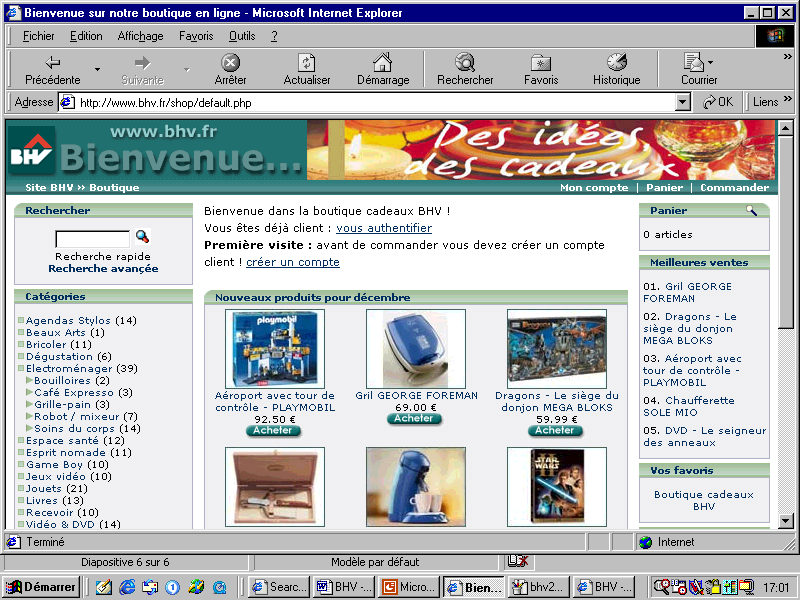 Bienvenue sur notre boutique en ligne - Microsoft Internet Explorer
Fichier Edition Affichage Favoris Outils ?
Précédente Suivante Arrêter Actualiser Démarrage Rechercher Favoris Historique Courrier »
Adresse http://www.bhv.fr/shop/default.php OK Liens »
www.bhv.fr
BHV Bienvenue...
Des idées,
des cadeaux
Site BHV »» Boutique
Mon compte | Panier | Commander
Rechercher
Recherche rapide
Recherche avançée
Catégories
Agendas Stylos (14)
Beaux Arts (1)
Bricoler (11)
Dégustation (6)
Electroménager (39)
Bouilloires (2)
Café Expresso (3)
Grille-pain (3)
Robot / mixeur (7)
Soins du corps (14)
Espace santé (12)
Esprit nomade (11)
Game Boy (10)
Jeux vidéo (10)
Jouets (21)
Livres (13)
Recevoir (10)
Vidéo & DVD (14)
Bienvenue dans la boutique cadeaux BHV !
Vous êtes déjà client : vous authentifier
Première visite : avant de commander vous devez créer un compte
client ! créer un compte
Nouveaux produits pour décembre
playmobil
Dragons
Aéroport avec tour de
contrôle - PLAYMOBIL
92.50 €
Acheter
Gril GEORGE FOREMAN
69.00 €
Acheter
Dragons - Le siège du
donjon MEGA BLOKS
59.99 €
Acheter
STAR WARS
Panier
0 articles
Meilleures ventes
01. Gril GEORGE
FOREMAN
02. Dragons - Le
siège du donjon
MEGA BLOKS
03. Aéroport avec
tour de contrôle -
PLAYMOBIL
04. Chaufferette
SOLE MIO
05. DVD - Le seigneur
des anneaux
Vos favoris
Boutique cadeaux
BHV
Terminé
Internet
Diapositive 6 sur 6
Modèle par défaut
Démarrer Searc... BHV -... Micro... Bien... bhv2... BHV -... 17:01